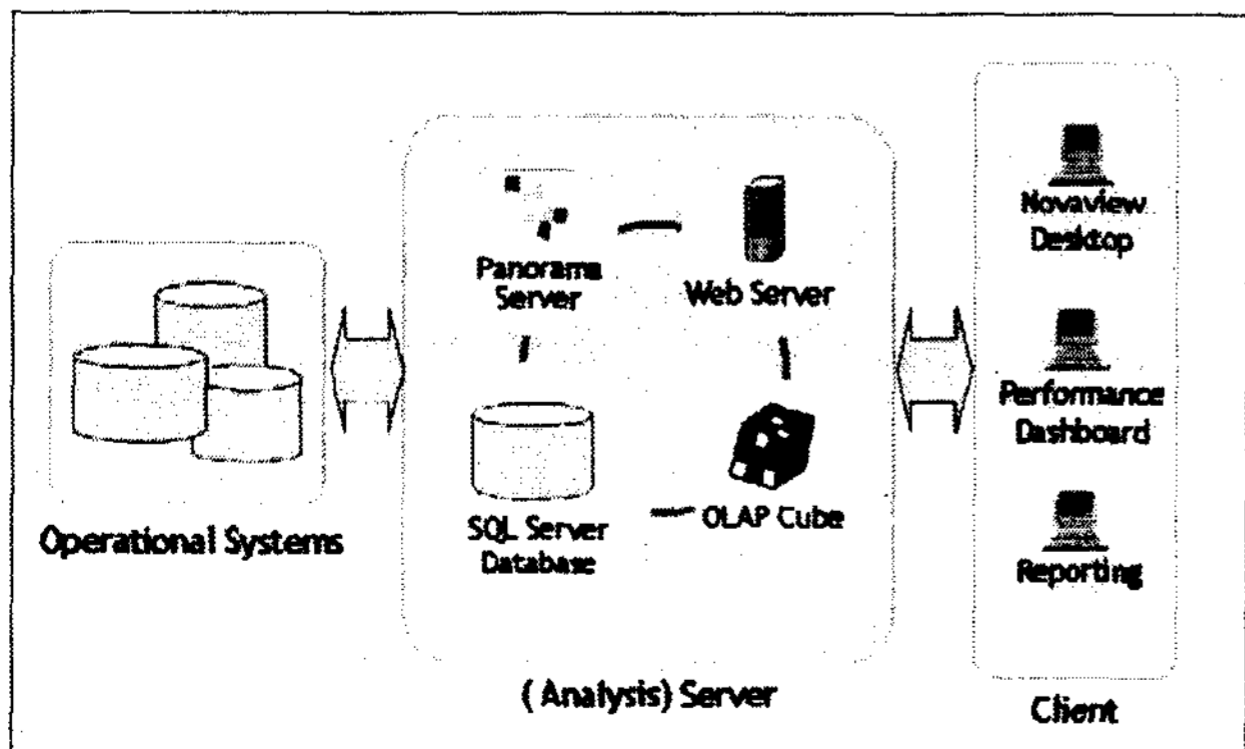 Operational Systems
Panorama
Server
Web Server
SQL Server
Database
OLAP Cube
( Analysis) Server
Novaview
Desktop
Performance
Dashboard
Reporting
Client